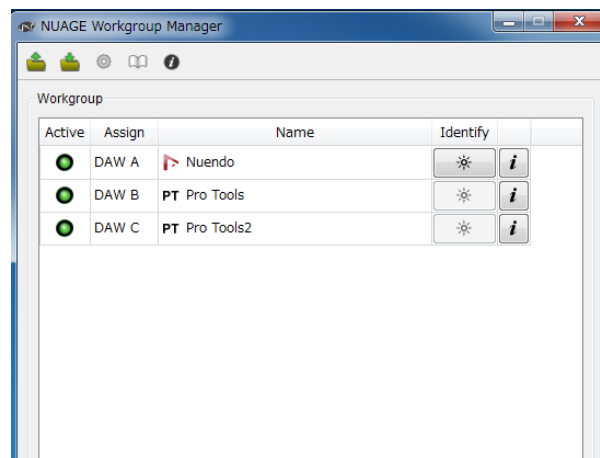 NUAGE Workgroup Manager
Workgroup
Active Assign Name Identify
DAW A Nuendo i
DAW B PT Pro Tools i
DAW C PT Pro Tools2 i